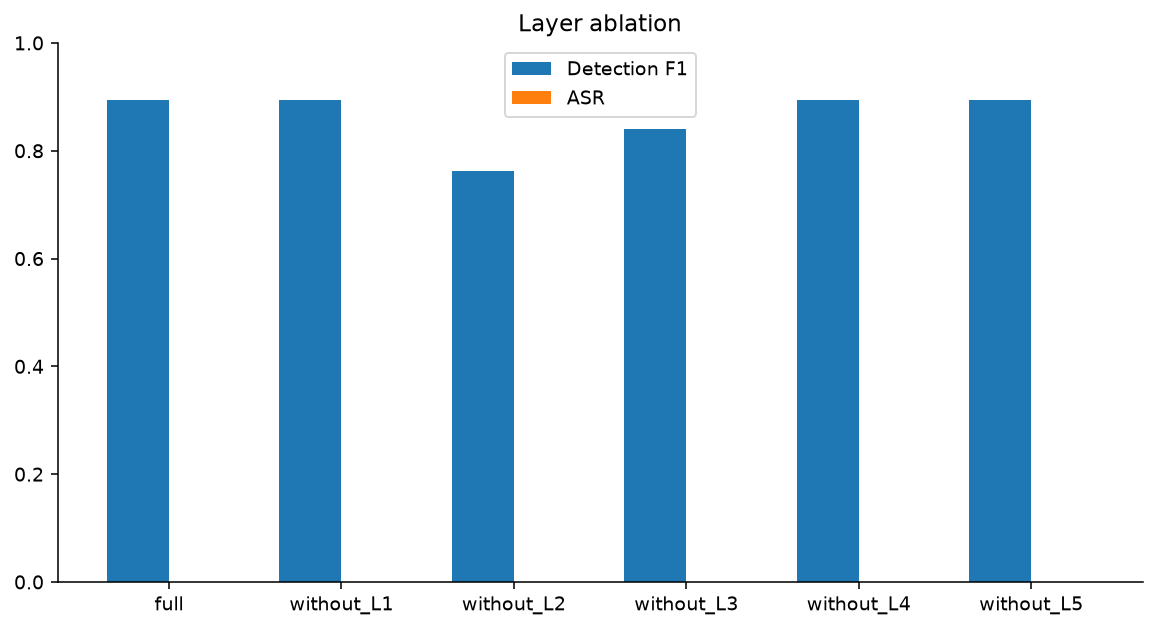 Layer ablation
Detection F1
ASR
1.0
0.8
0.6
0.4
0.2
0.0
full without_L1 without_L2 without_L3 without_L4 without_L5